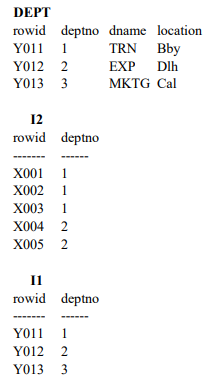 DEPT
rowid deptno dname location
Y011 1 TRN Bby
Y012 2 EXP Dlh
Y013 3 MKTG Cal
I2
rowid deptno
------- ------
X001 1
X002 1
X003 1
X004 2
X005 2
I1
rowid deptno
------- ------
Y011 1
Y012 2
Y013 3